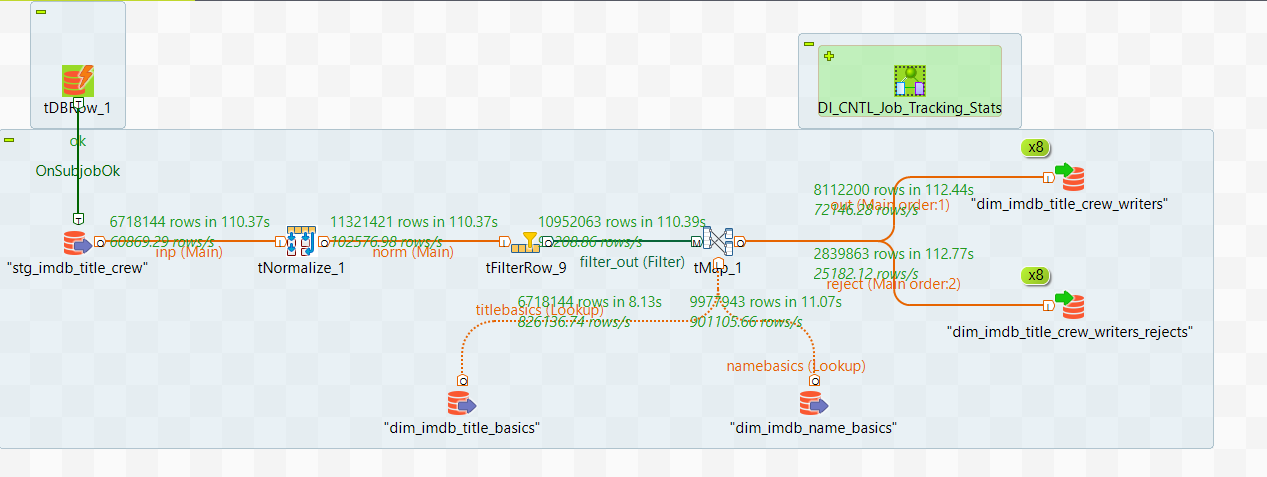 tDBRow_1
DI_CNTL_Job_Tracking_Stats
ok
OnSubjobOk
x8
"dim_imdb_title_crew_writers"
8112200 rows in 112.44s
72146.28 rows/s
out (Main order:1)
6718144 rows in 110.37s
60869.29 rows/s
inp (Main)
11321421 rows in 110.37s
102576.98 rows/s
norm (Main)
10952063 rows in 110.39s
filter_out (Filter)
"stg_imdb_title_crew"
tNormalize_1
tFilterRow_9
tMap_1
2839863 rows in 112.77s
25182.12 rows/s
reject (Main order:2)
x8
"dim_imdb_title_crew_writers_rejects"
6718144 rows in 8.13s
826136.74 rows/s
titlebasics (Lookup)
9977943 rows in 11.07s
901105.66 rows/s
namebasics (Lookup)
"dim_imdb_title_basics"
"dim_imdb_name_basics"